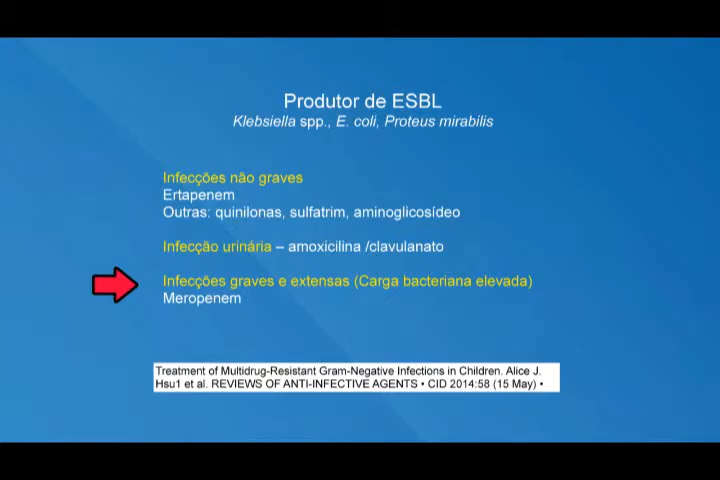 Produtor de ESBL
Klebsiella spp., E. coli, Proteus mirabilis
Infecções não graves
Ertapenem
Outras: quinilonas, sulfatrim, aminoglicosídeo
Infecção urinária – amoxicilina /clavulanato
Infecções graves e extensas (Carga bacteriana elevada)
Meropenem
Treatment of Multidrug-Resistant Gram-Negative Infections in Children. Alice J.
Hsu1 et al. REVIEWS OF ANTI-INFECTIVE AGENTS • CID 2014:58 (15 May) •